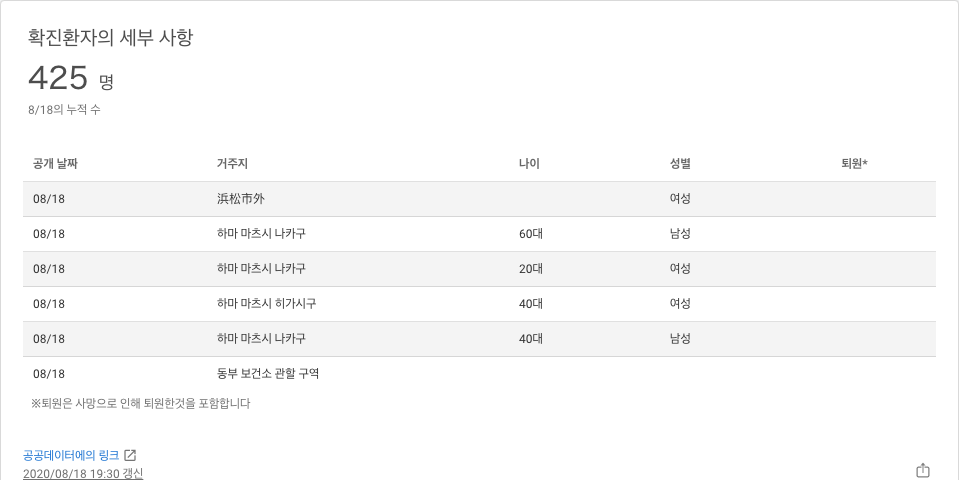 확진환자의 세부 사항
425 명
8/18의 누적 수
공개 날짜 거주지 나이 성별 퇴원*
08/18 浜松市外 여성
08/18 하마 마츠시 나카구 60대 남성
08/18 하마 마츠시 나카구 20대 여성
08/18 하마 마츠시 히가시구 40대 여성
08/18 하마 마츠시 나카구 40대 남성
08/18 동부 보건소 관할 구역
※퇴원은 사망으로 인해 퇴원한것을 포함합니다
공공데이터에의 링크
2020/08/18 19:30 갱신